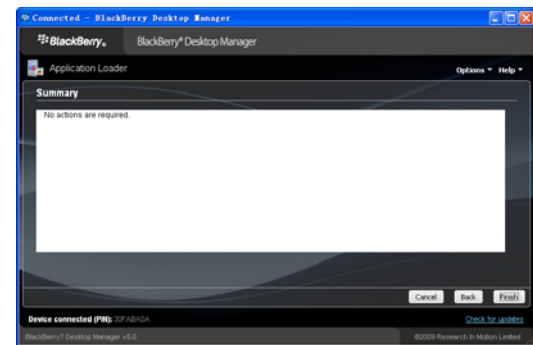 Connected - BlackBerry Desktop Manager
BlackBerry® BlackBerry® Desktop Manager
Application Loader Options Help
Summary
No actions are required.
Cancel Back Finish
Device connected (PIN): 30FABA0A Check for updates
BlackBerry? Desktop Manager v5.0 ©2009 Research In Motion Limited